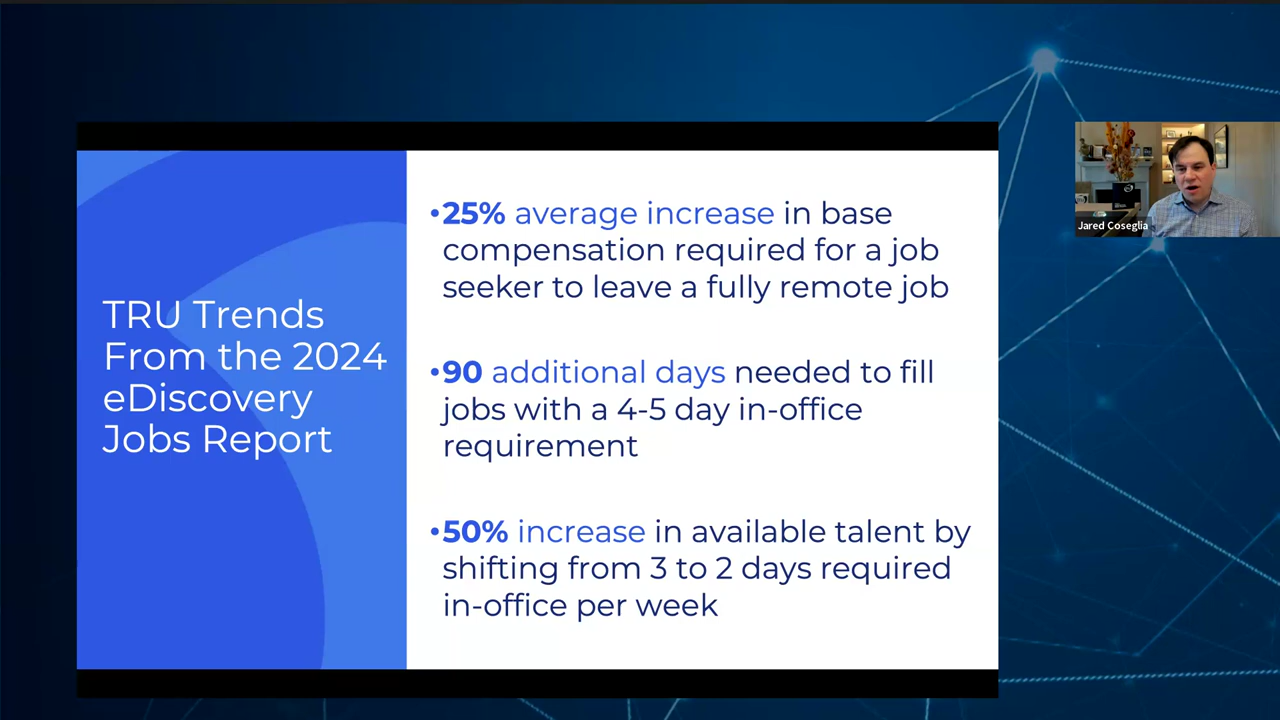 TRU Trends
From the 2024
eDiscovery
Jobs Report
•25% average increase in base
compensation required for a job
seeker to leave a fully remote job
•90 additional days needed to fill
jobs with a 4-5 day in-office
requirement
•50% increase in available talent by
shifting from 3 to 2 days required
in-office per week
Jared Coseglia